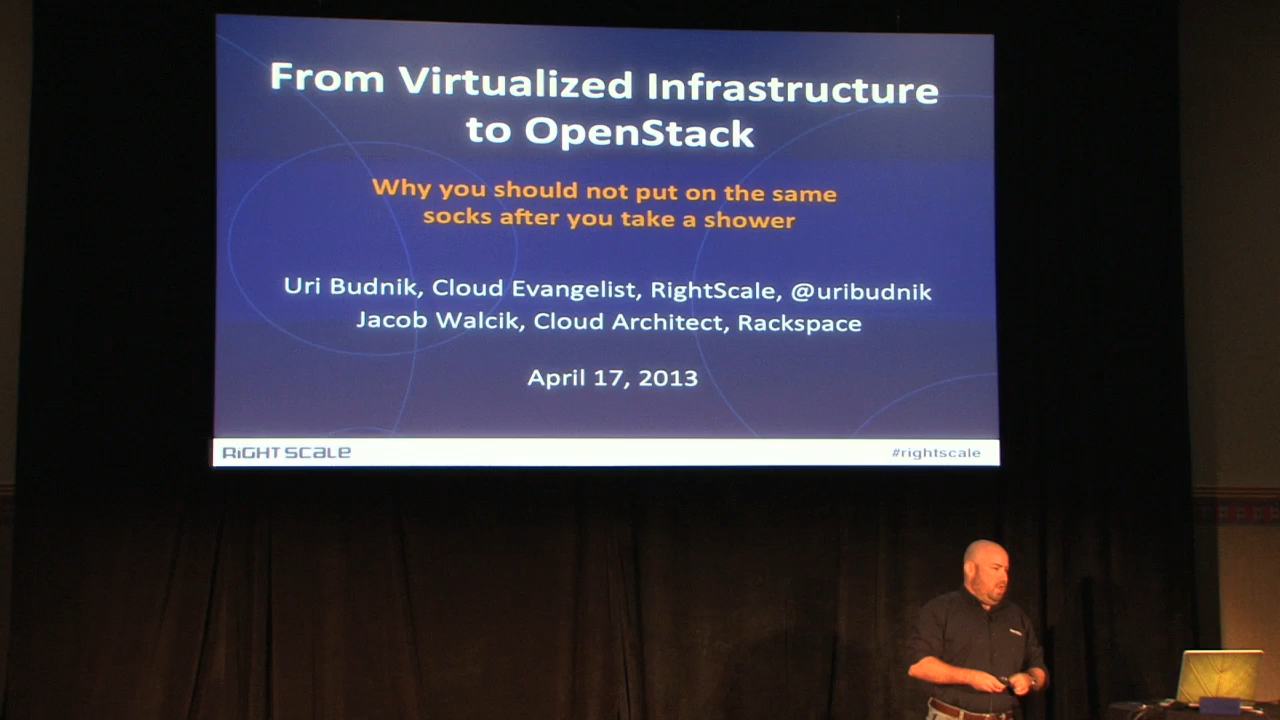 From Virtualized Infrastructure
to OpenStack
Why you should not put on the same
socks after you take a shower
Uri Budnik, Cloud Evangelist, RightScale, @uribudnik
Jacob Walcik, Cloud Architect, Rackspace
April 17, 2013
RIGHTSCALE
#rightscale